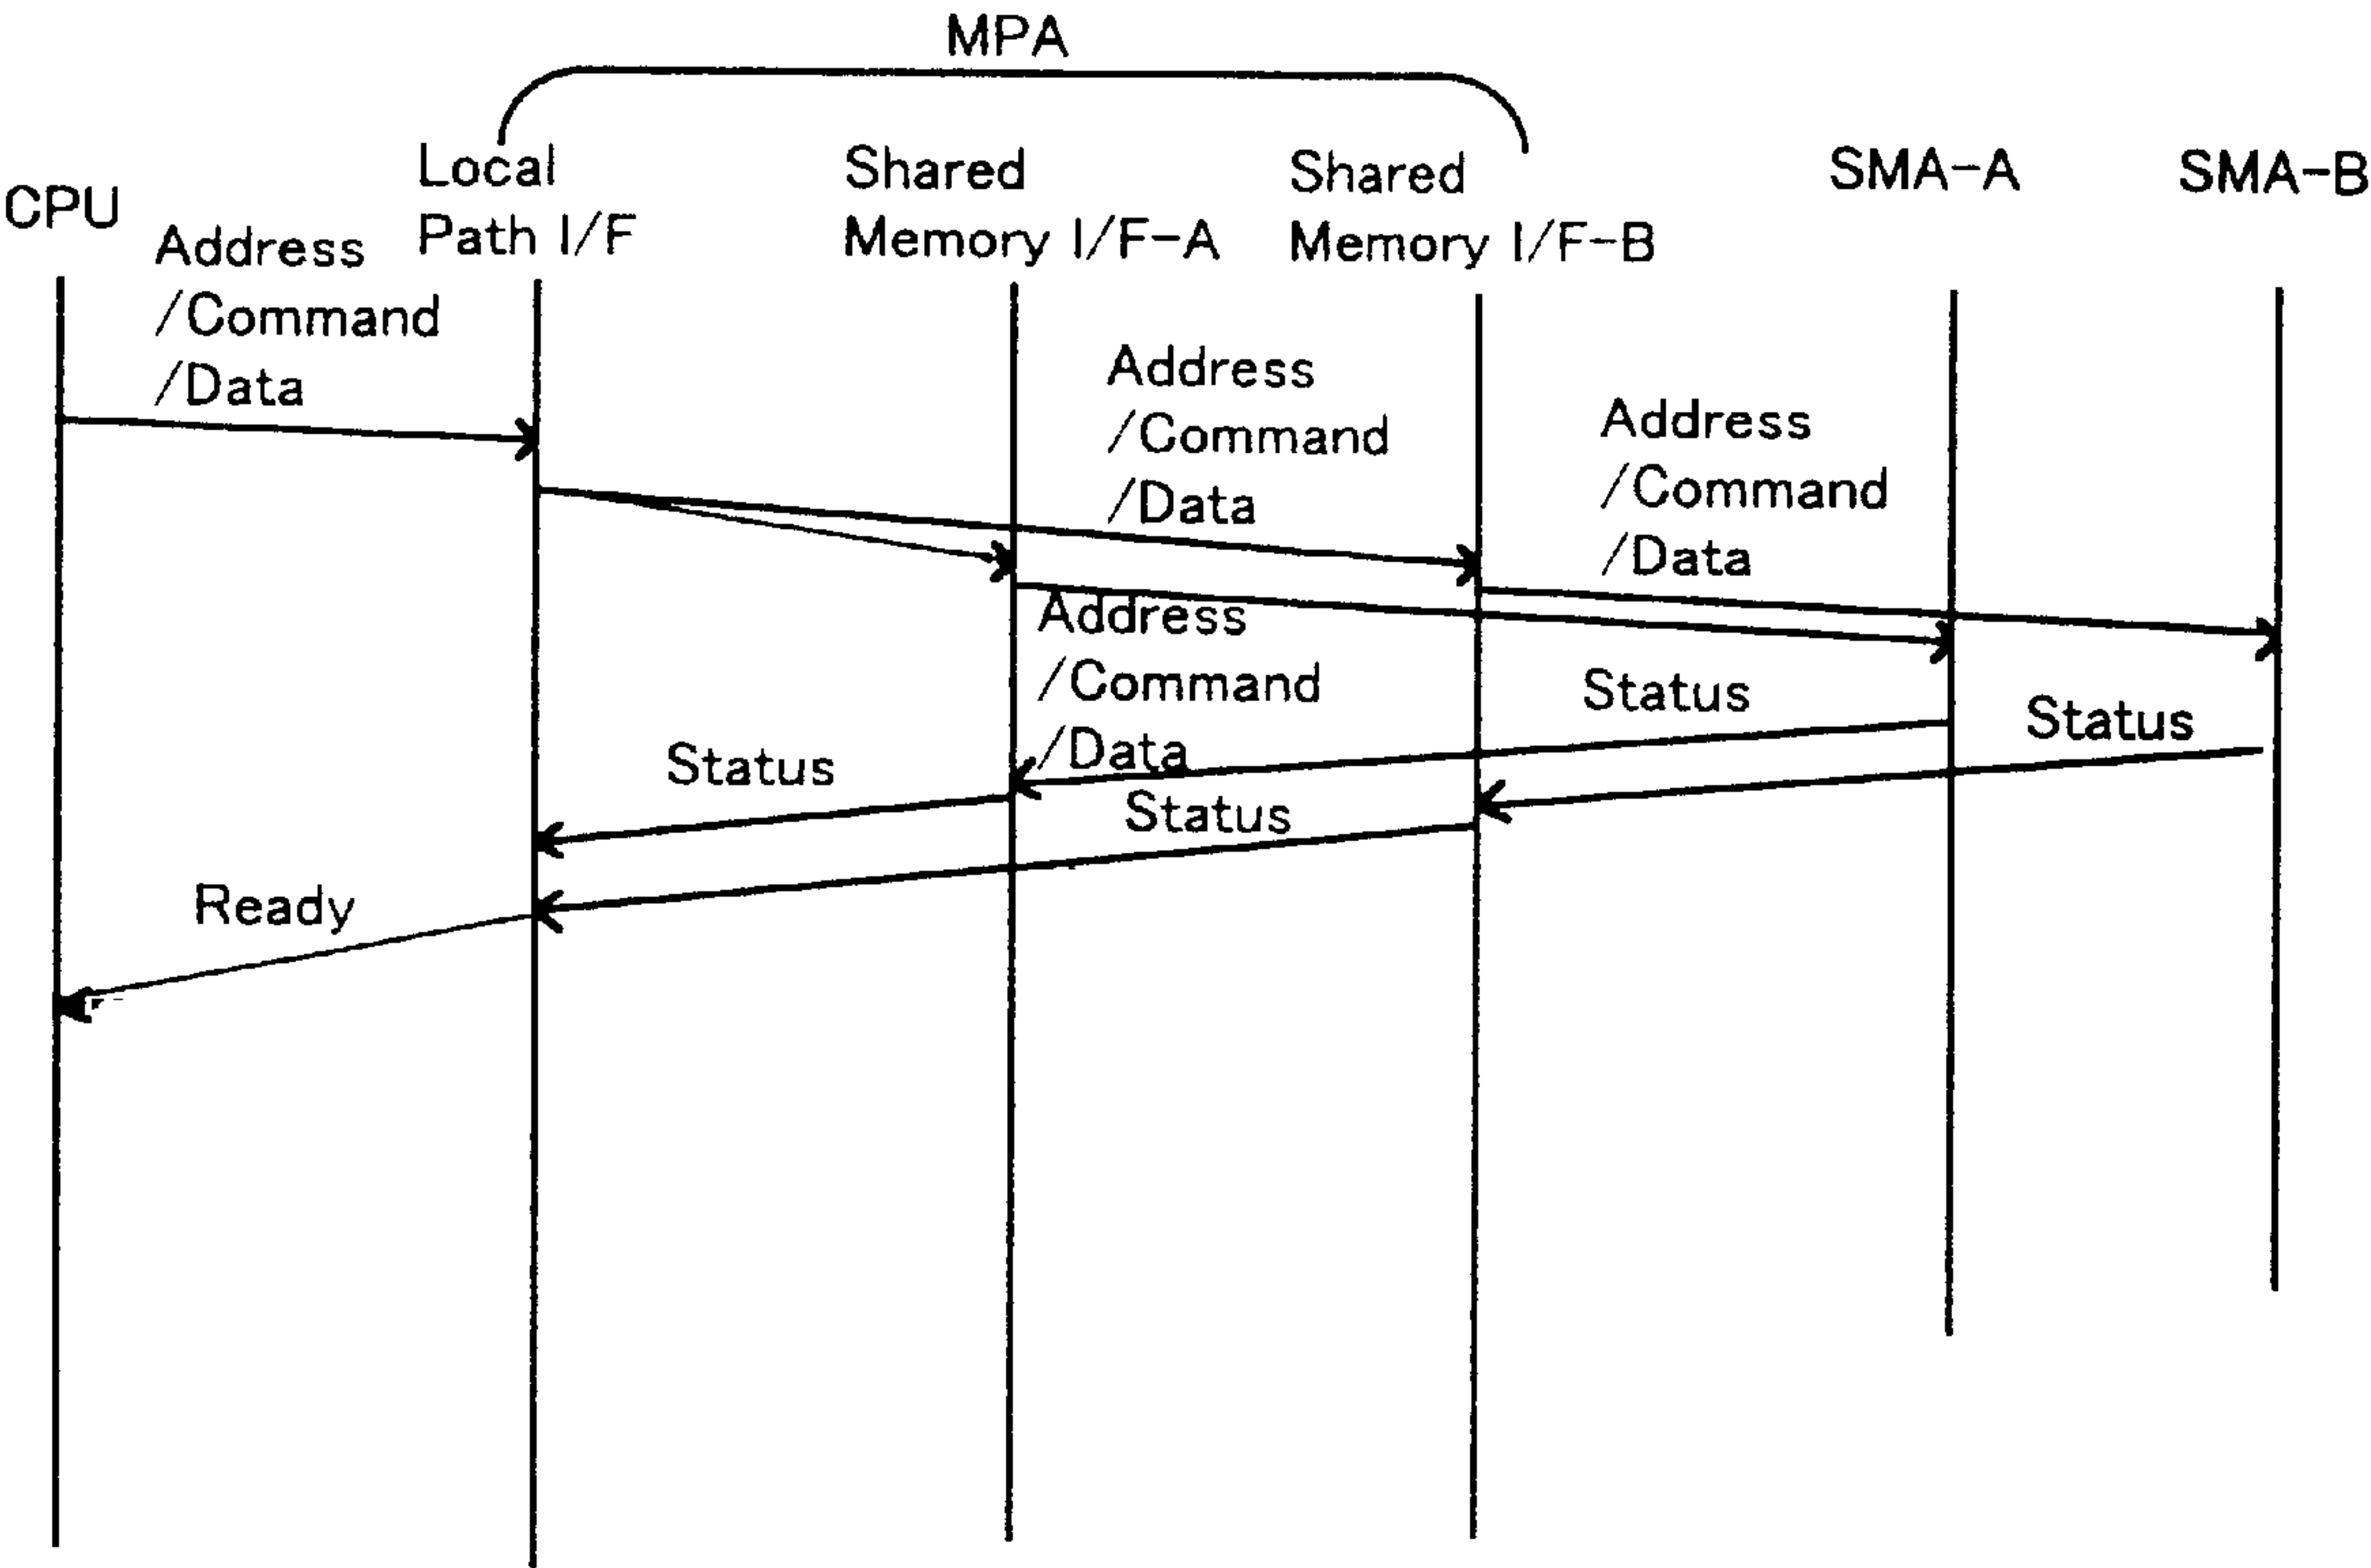 MPA
CPU
Local
Path I/F
Shared
Memory I/F-A
Shared
Memory I/F-B
SMA-A
SMA-B
Address
/Command
/Data
Address
/Command
/Data
Address
/Command
/Data
Address
/Command
/Data
Status
Status
Status
Status
Ready